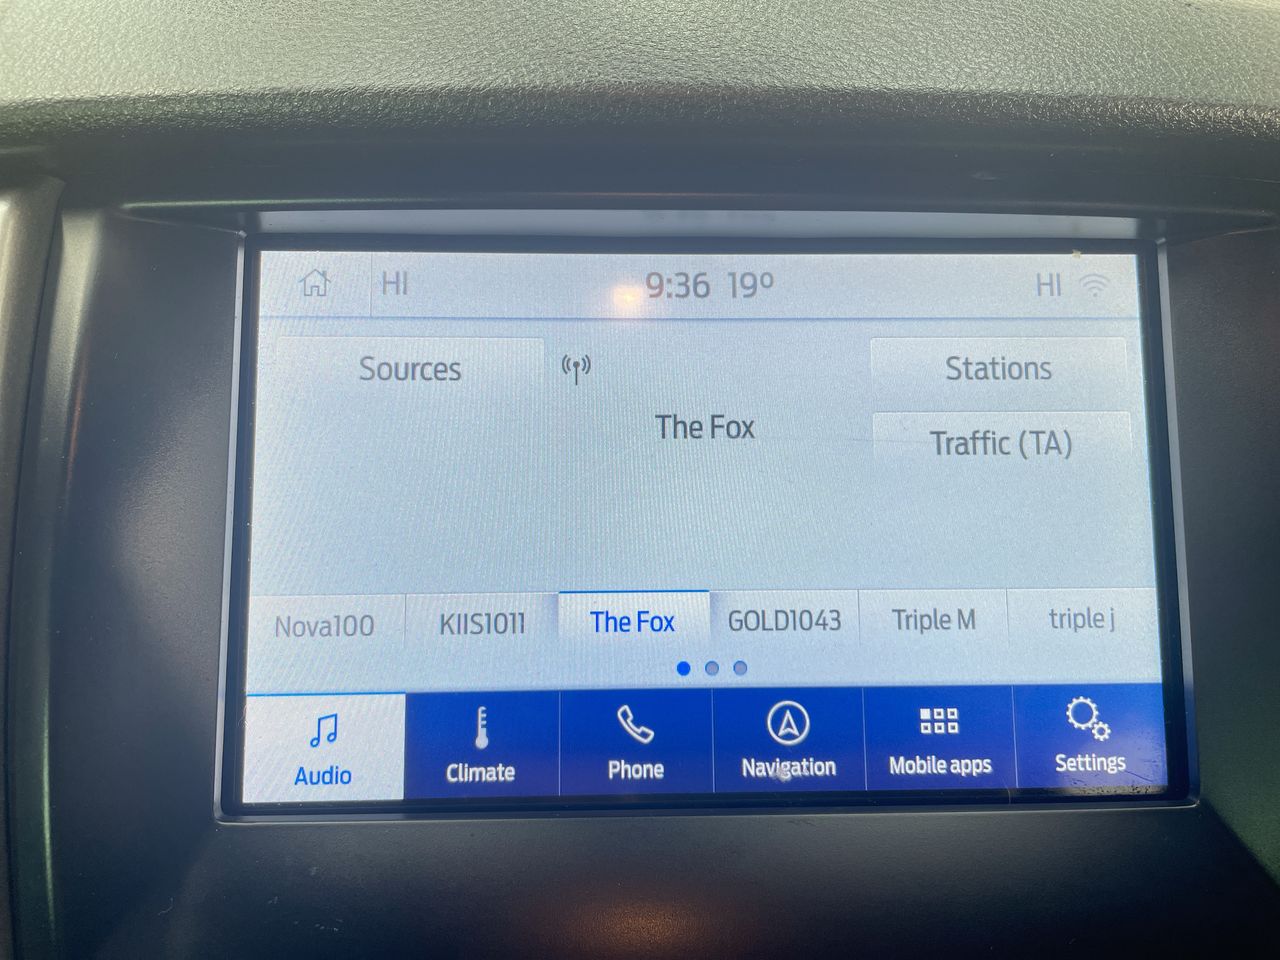 HI 9:36 19° HI
Sources Stations
The Fox
Traffic (TA)
Nova100 KIIS1011 The Fox GOLD1043 Triple M triple j
Audio Climate Phone Navigation Mobile apps Settings